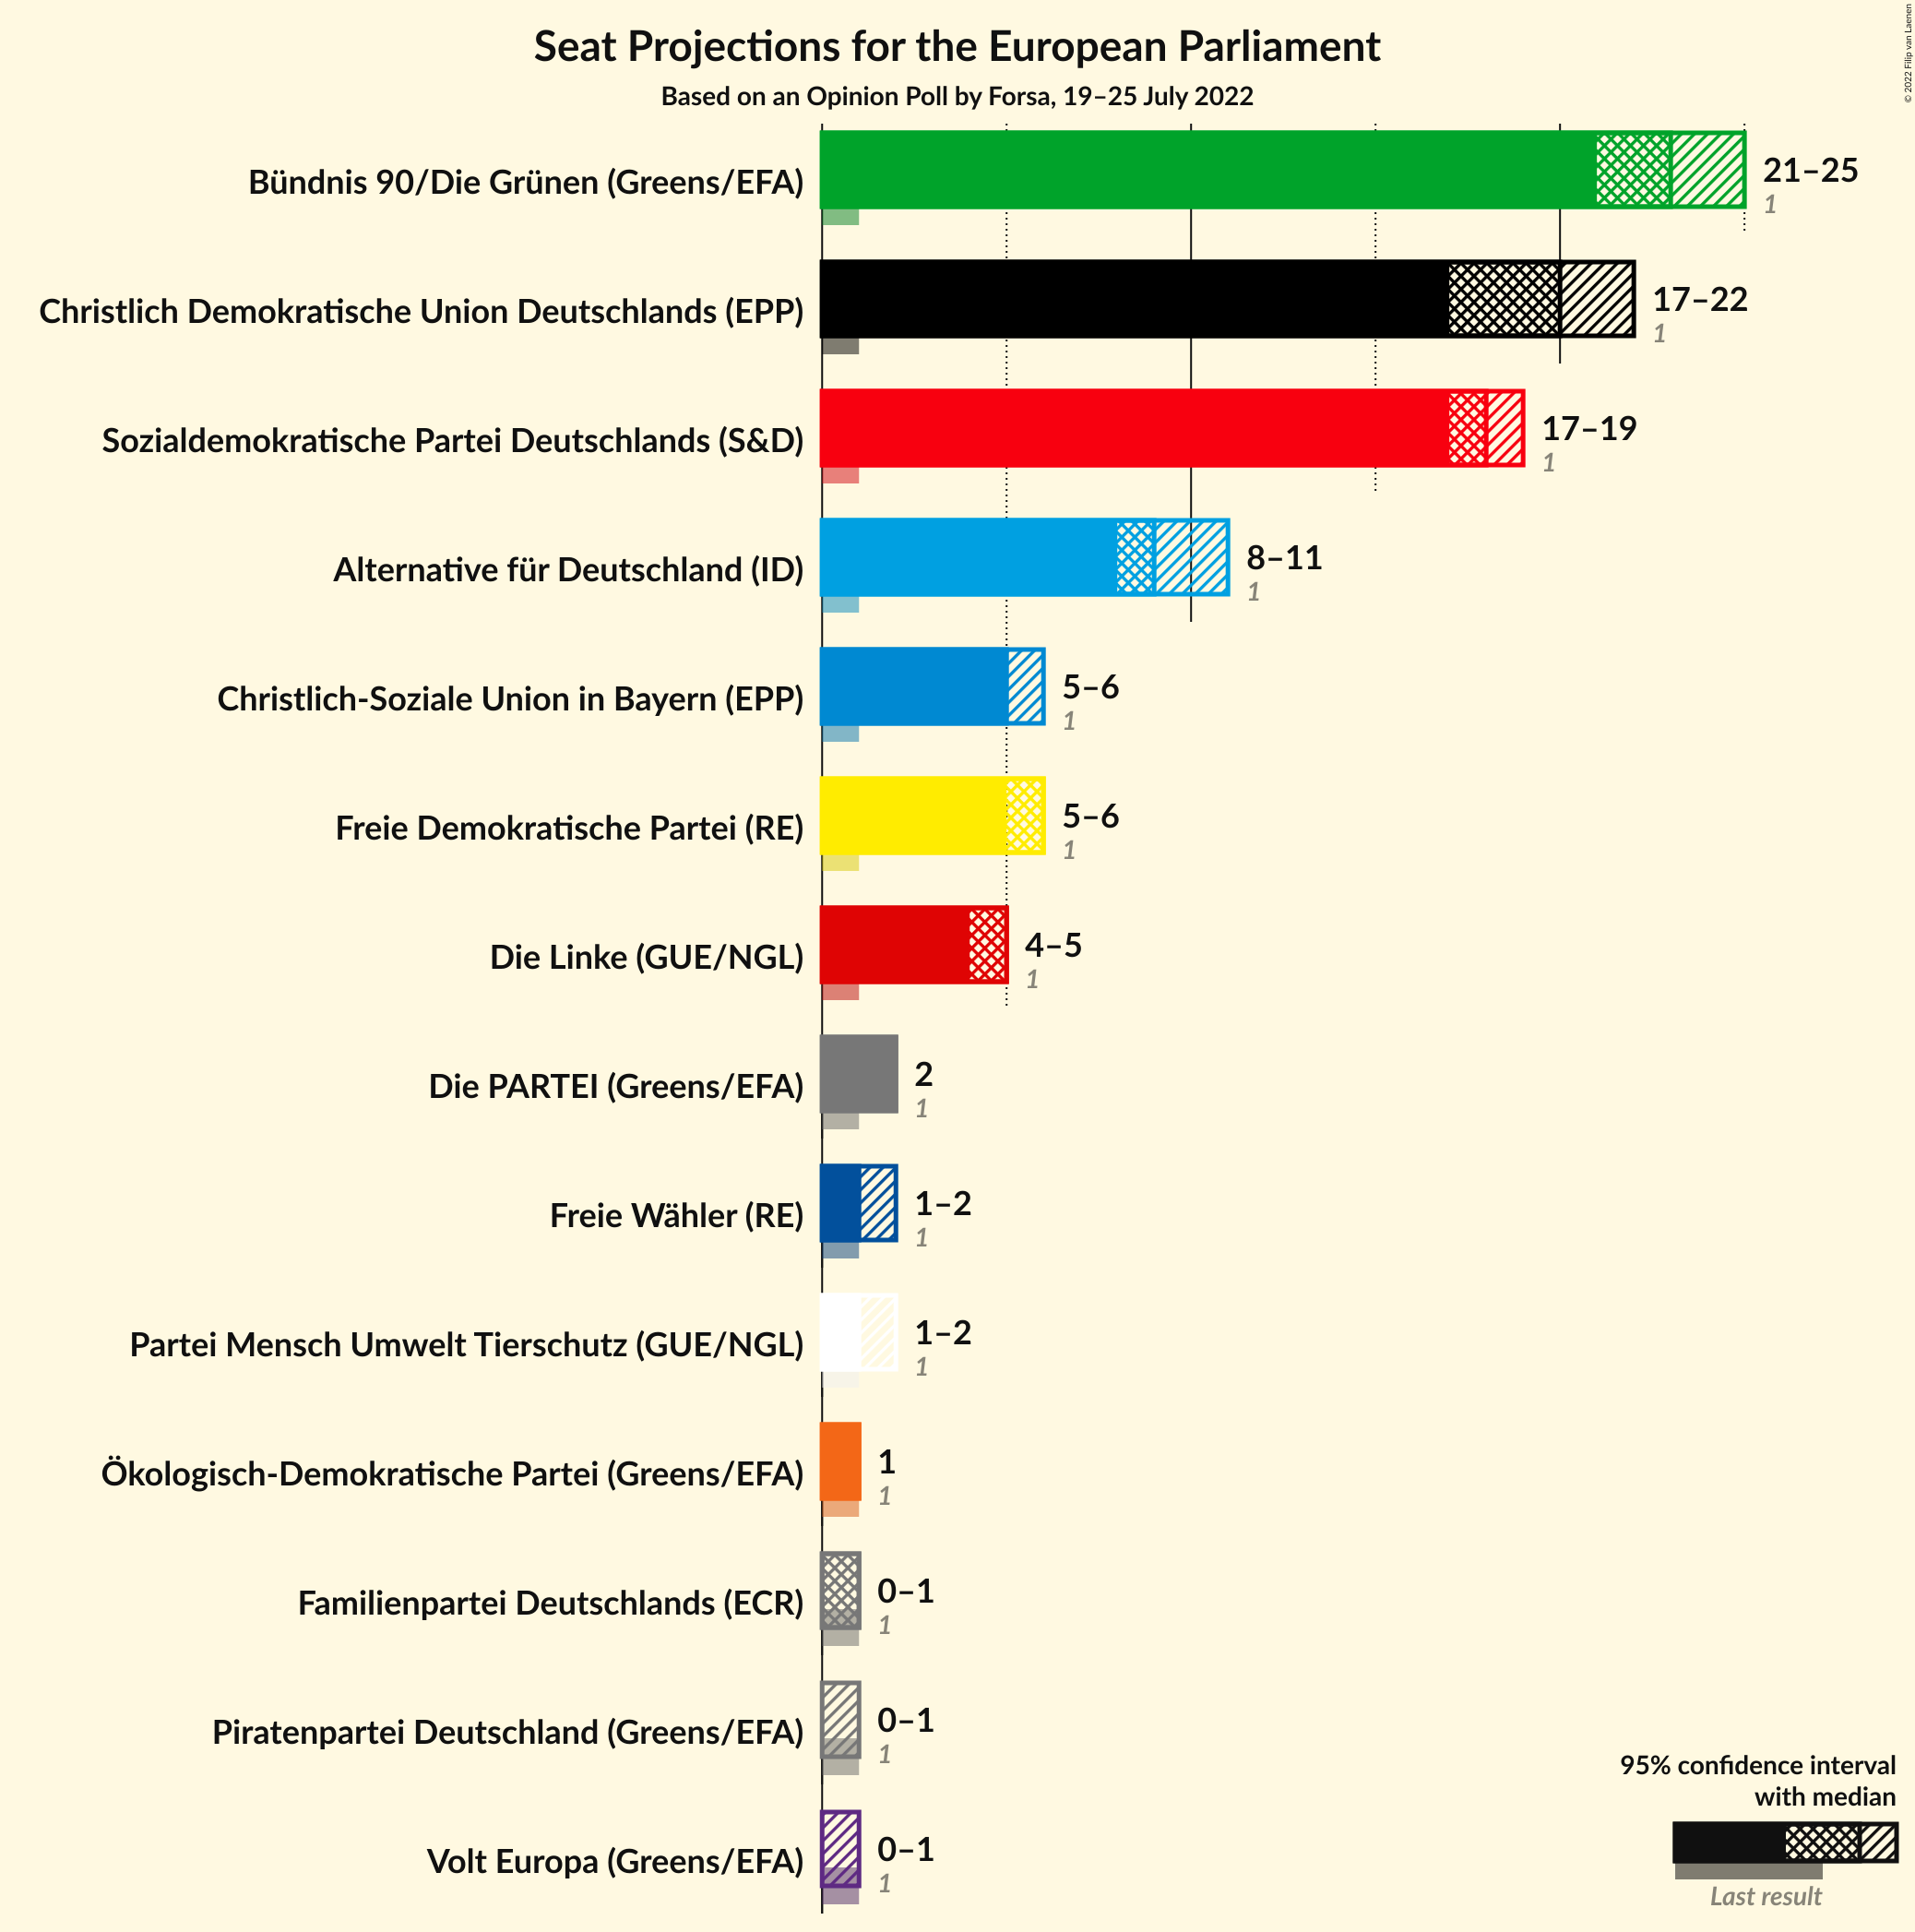 Seat Projections for the European Parliament
Based on an Opinion Poll by Forsa, 19–25 July 2022
© 2022 Filip van Laenen
Bündnis 90/Die Grünen (Greens/EFA)
21–25
1
Christlich Demokratische Union Deutschlands (EPP)
17–22
1
Sozialdemokratische Partei Deutschlands (S&D)
17–19
1
Alternative für Deutschland (ID)
8–11
1
Christlich-Soziale Union in Bayern (EPP)
5–6
1
Freie Demokratische Partei (RE)
5–6
1
Die Linke (GUE/NGL)
4–5
1
Die PARTEI (Greens/EFA)
2
1
Freie Wähler (RE)
1–2
1
Partei Mensch Umwelt Tierschutz (GUE/NGL)
1–2
1
Ökologisch-Demokratische Partei (Greens/EFA)
1
1
Familienpartei Deutschlands (ECR)
0–1
1
Piratenpartei Deutschland (Greens/EFA)
0–1
1
Volt Europa (Greens/EFA)
0–1
1
95% confidence interval
with median
Last result